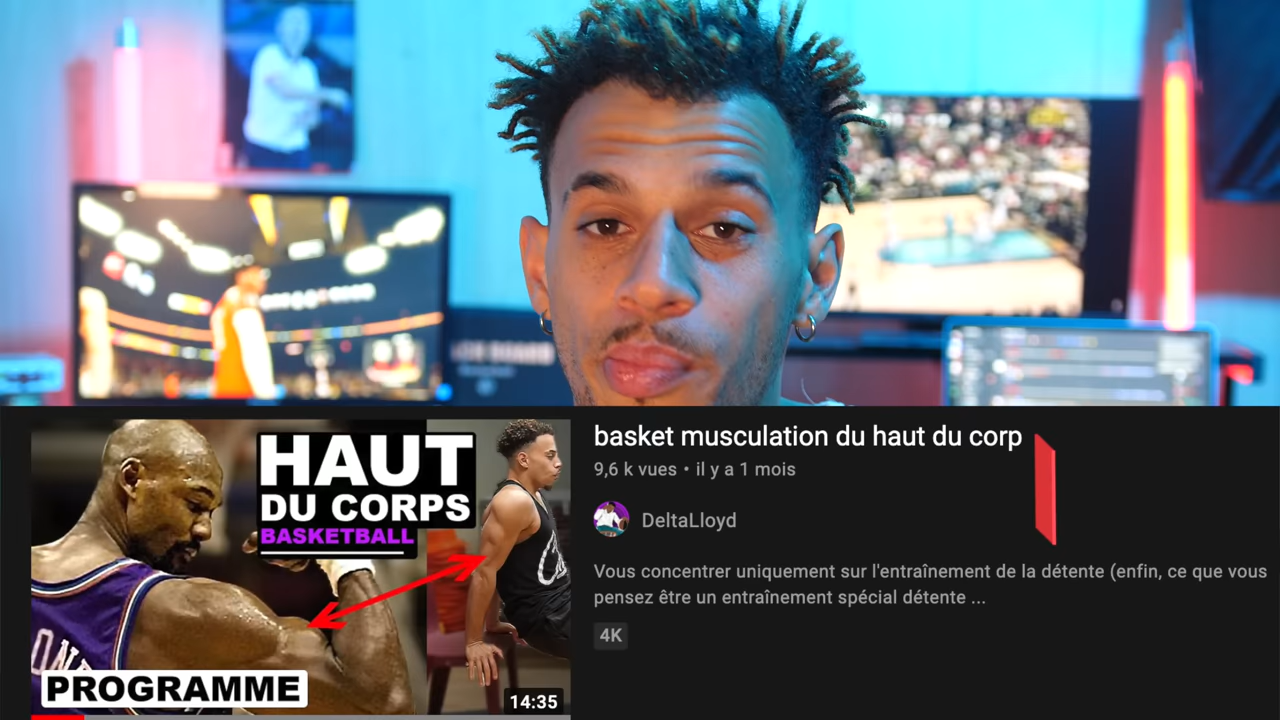 HAUT
DU CORPS
BASKETBALL
PROGRAMME
14:35
basket musculation du haut du corp
9,6 k vues • il y a 1 mois
DeltaLloyd
Vous concentrer uniquement sur l'entraînement de la détente (enfin, ce que vous
pensez être un entraînement spécial détente ...
4K